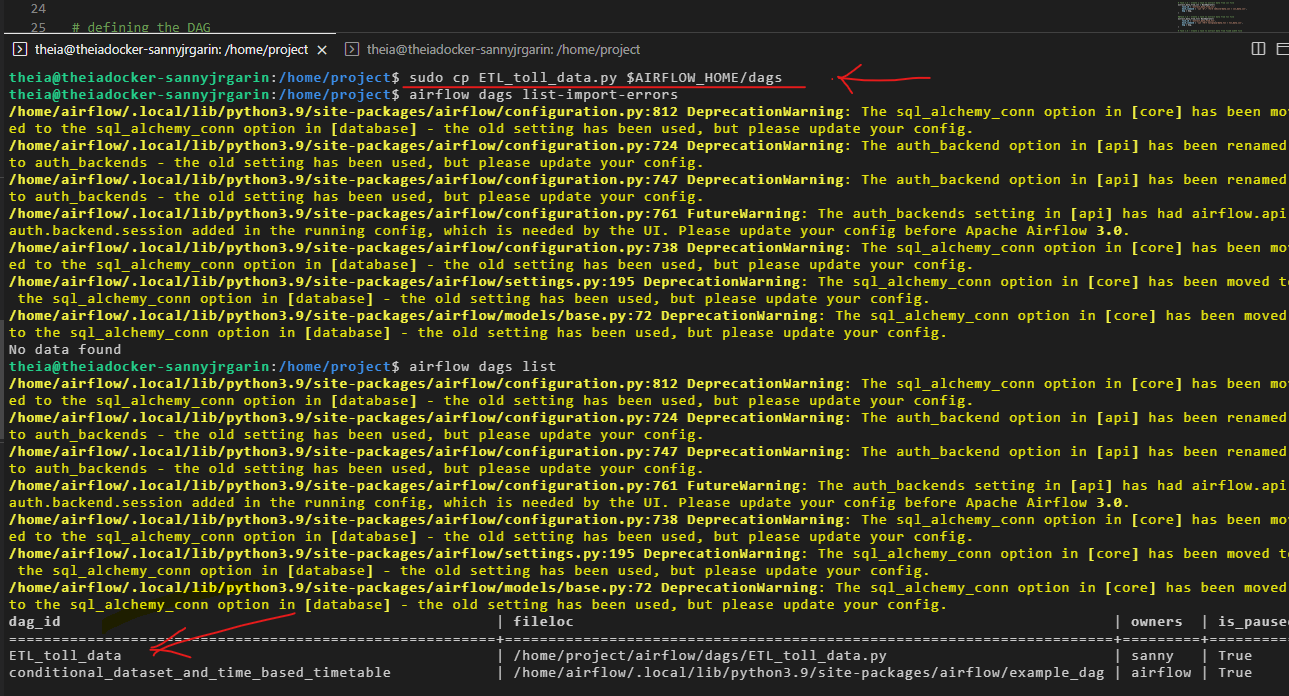 24
25 # defining the DAG
theia@theiadocker-sannyjrgarin: /home/project × theia@theiadocker-sannyjrgarin: /home/project
theia@theiadocker-sannyjrgarin:/home/project$ sudo cp ETL_toll_data.py $AIRFLOW_HOME/dags
theia@theiadocker-sannyjrgarin:/home/project$ airflow dags list-import-errors
/home/airflow/.local/lib/python3.9/site-packages/airflow/configuration.py:812 DeprecationWarning: The sql_alchemy_conn option in [core] has been mov
ed to the sql_alchemy_conn option in [database] - the old setting has been used, but please update your config.
/home/airflow/.local/lib/python3.9/site-packages/airflow/configuration.py:724 DeprecationWarning: The auth_backend option in [api] has been renamed
to auth_backends - the old setting has been used, but please update your config.
/home/airflow/.local/lib/python3.9/site-packages/airflow/configuration.py:747 DeprecationWarning: The auth_backend option in [api] has been renamed
to auth_backends - the old setting has been used, but please update your config.
/home/airflow/.local/lib/python3.9/site-packages/airflow/configuration.py:761 FutureWarning: The auth_backends setting in [api] has had airflow.api
auth.backend.session added in the running config, which is needed by the UI. Please update your config before Apache Airflow 3.0.
/home/airflow/.local/lib/python3.9/site-packages/airflow/configuration.py:738 DeprecationWarning: The sql_alchemy_conn option in [core] has been mov
ed to the sql_alchemy_conn option in [database] - the old setting has been used, but please update your config.
/home/airflow/.local/lib/python3.9/site-packages/airflow/settings.py:195 DeprecationWarning: The sql_alchemy_conn option in [core] has been moved to
the sql_alchemy_conn option in [database] - the old setting has been used, but please update your config.
/home/airflow/.local/lib/python3.9/site-packages/airflow/models/base.py:72 DeprecationWarning: The sql_alchemy_conn option in [core] has been moved
to the sql_alchemy_conn option in [database] - the old setting has been used, but please update your config.
No data found
theia@theiadocker-sannyjrgarin:/home/project$ airflow dags list
/home/airflow/.local/lib/python3.9/site-packages/airflow/configuration.py:812 DeprecationWarning: The sql_alchemy_conn option in [core] has been mov
ed to the sql_alchemy_conn option in [database] - the old setting has been used, but please update your config.
/home/airflow/.local/lib/python3.9/site-packages/airflow/configuration.py:724 DeprecationWarning: The auth_backend option in [api] has been renamed
to auth_backends - the old setting has been used, but please update your config.
/home/airflow/.local/lib/python3.9/site-packages/airflow/configuration.py:747 DeprecationWarning: The auth_backend option in [api] has been renamed
to auth_backends - the old setting has been used, but please update your config.
/home/airflow/.local/lib/python3.9/site-packages/airflow/configuration.py:761 FutureWarning: The auth_backends setting in [api] has had airflow.api
auth.backend.session added in the running config, which is needed by the UI. Please update your config before Apache Airflow 3.0.
/home/airflow/.local/lib/python3.9/site-packages/airflow/configuration.py:738 DeprecationWarning: The sql_alchemy_conn option in [core] has been mov
ed to the sql_alchemy_conn option in [database] - the old setting has been used, but please update your config.
/home/airflow/.local/lib/python3.9/site-packages/airflow/settings.py:195 DeprecationWarning: The sql_alchemy_conn option in [core] has been moved to
the sql_alchemy_conn option in [database] - the old setting has been used, but please update your config.
/home/airflow/.local/lib/python3.9/site-packages/airflow/models/base.py:72 DeprecationWarning: The sql_alchemy_conn option in [core] has been moved
to the sql_alchemy_conn option in [database] - the old setting has been used, but please update your config.
dag_id | fileloc | owners | is_paused
ETL_toll_data | /home/project/airflow/dags/ETL_toll_data.py | sanny | True
conditional_dataset_and_time_based_timetable | /home/airflow/.local/lib/python3.9/site-packages/airflow/example_dag | airflow | True